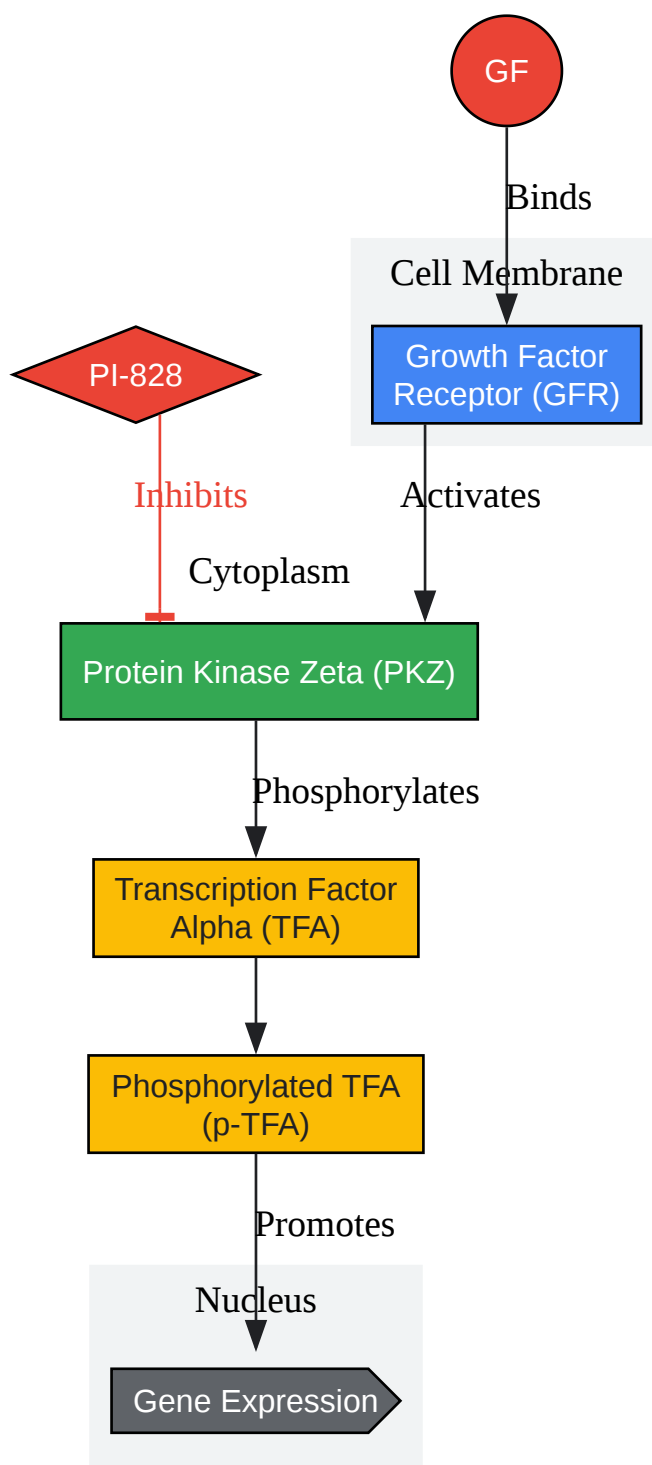 GF
Binds
Cell Membrane
Growth Factor
Receptor (GFR)
PI-828
Inhibits
Activates
Cytoplasm
Protein Kinase Zeta (PKZ)
Phosphorylates
Transcription Factor
Alpha (TFA)
Phosphorylated TFA
(p-TFA)
Promotes
Nucleus
Gene Expression